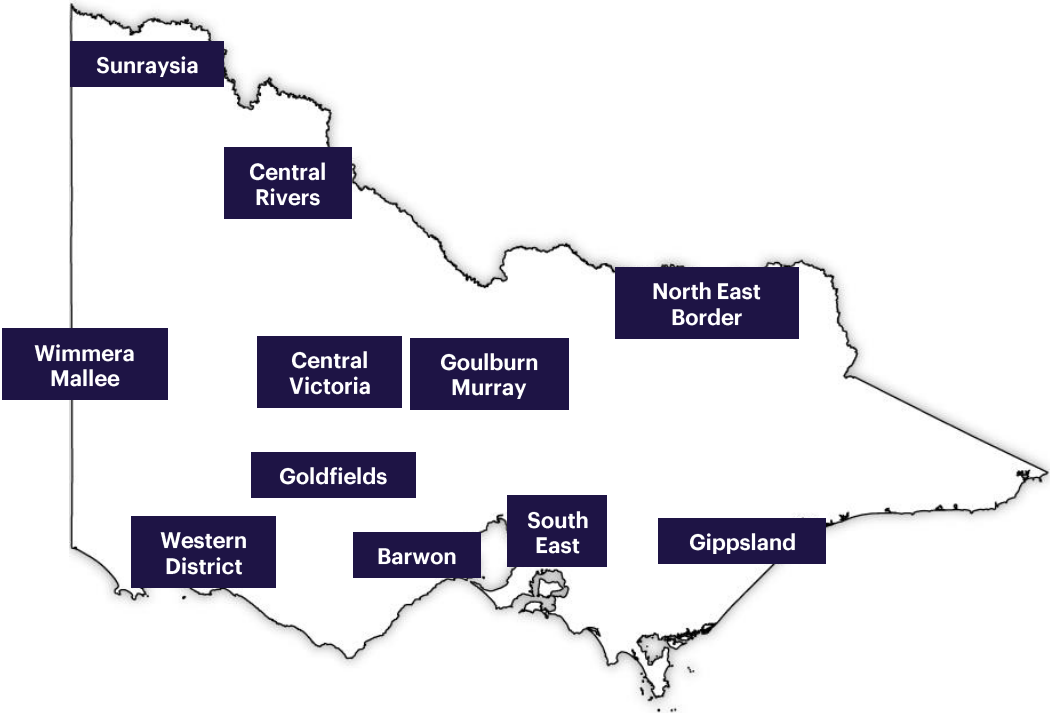 Sunraysia
Central
Rivers
North East
Border
Wimmera
Mallee
Central
Victoria
Goulburn
Murray
Goldfields
South
East
Western
District
Barwon
Gippsland